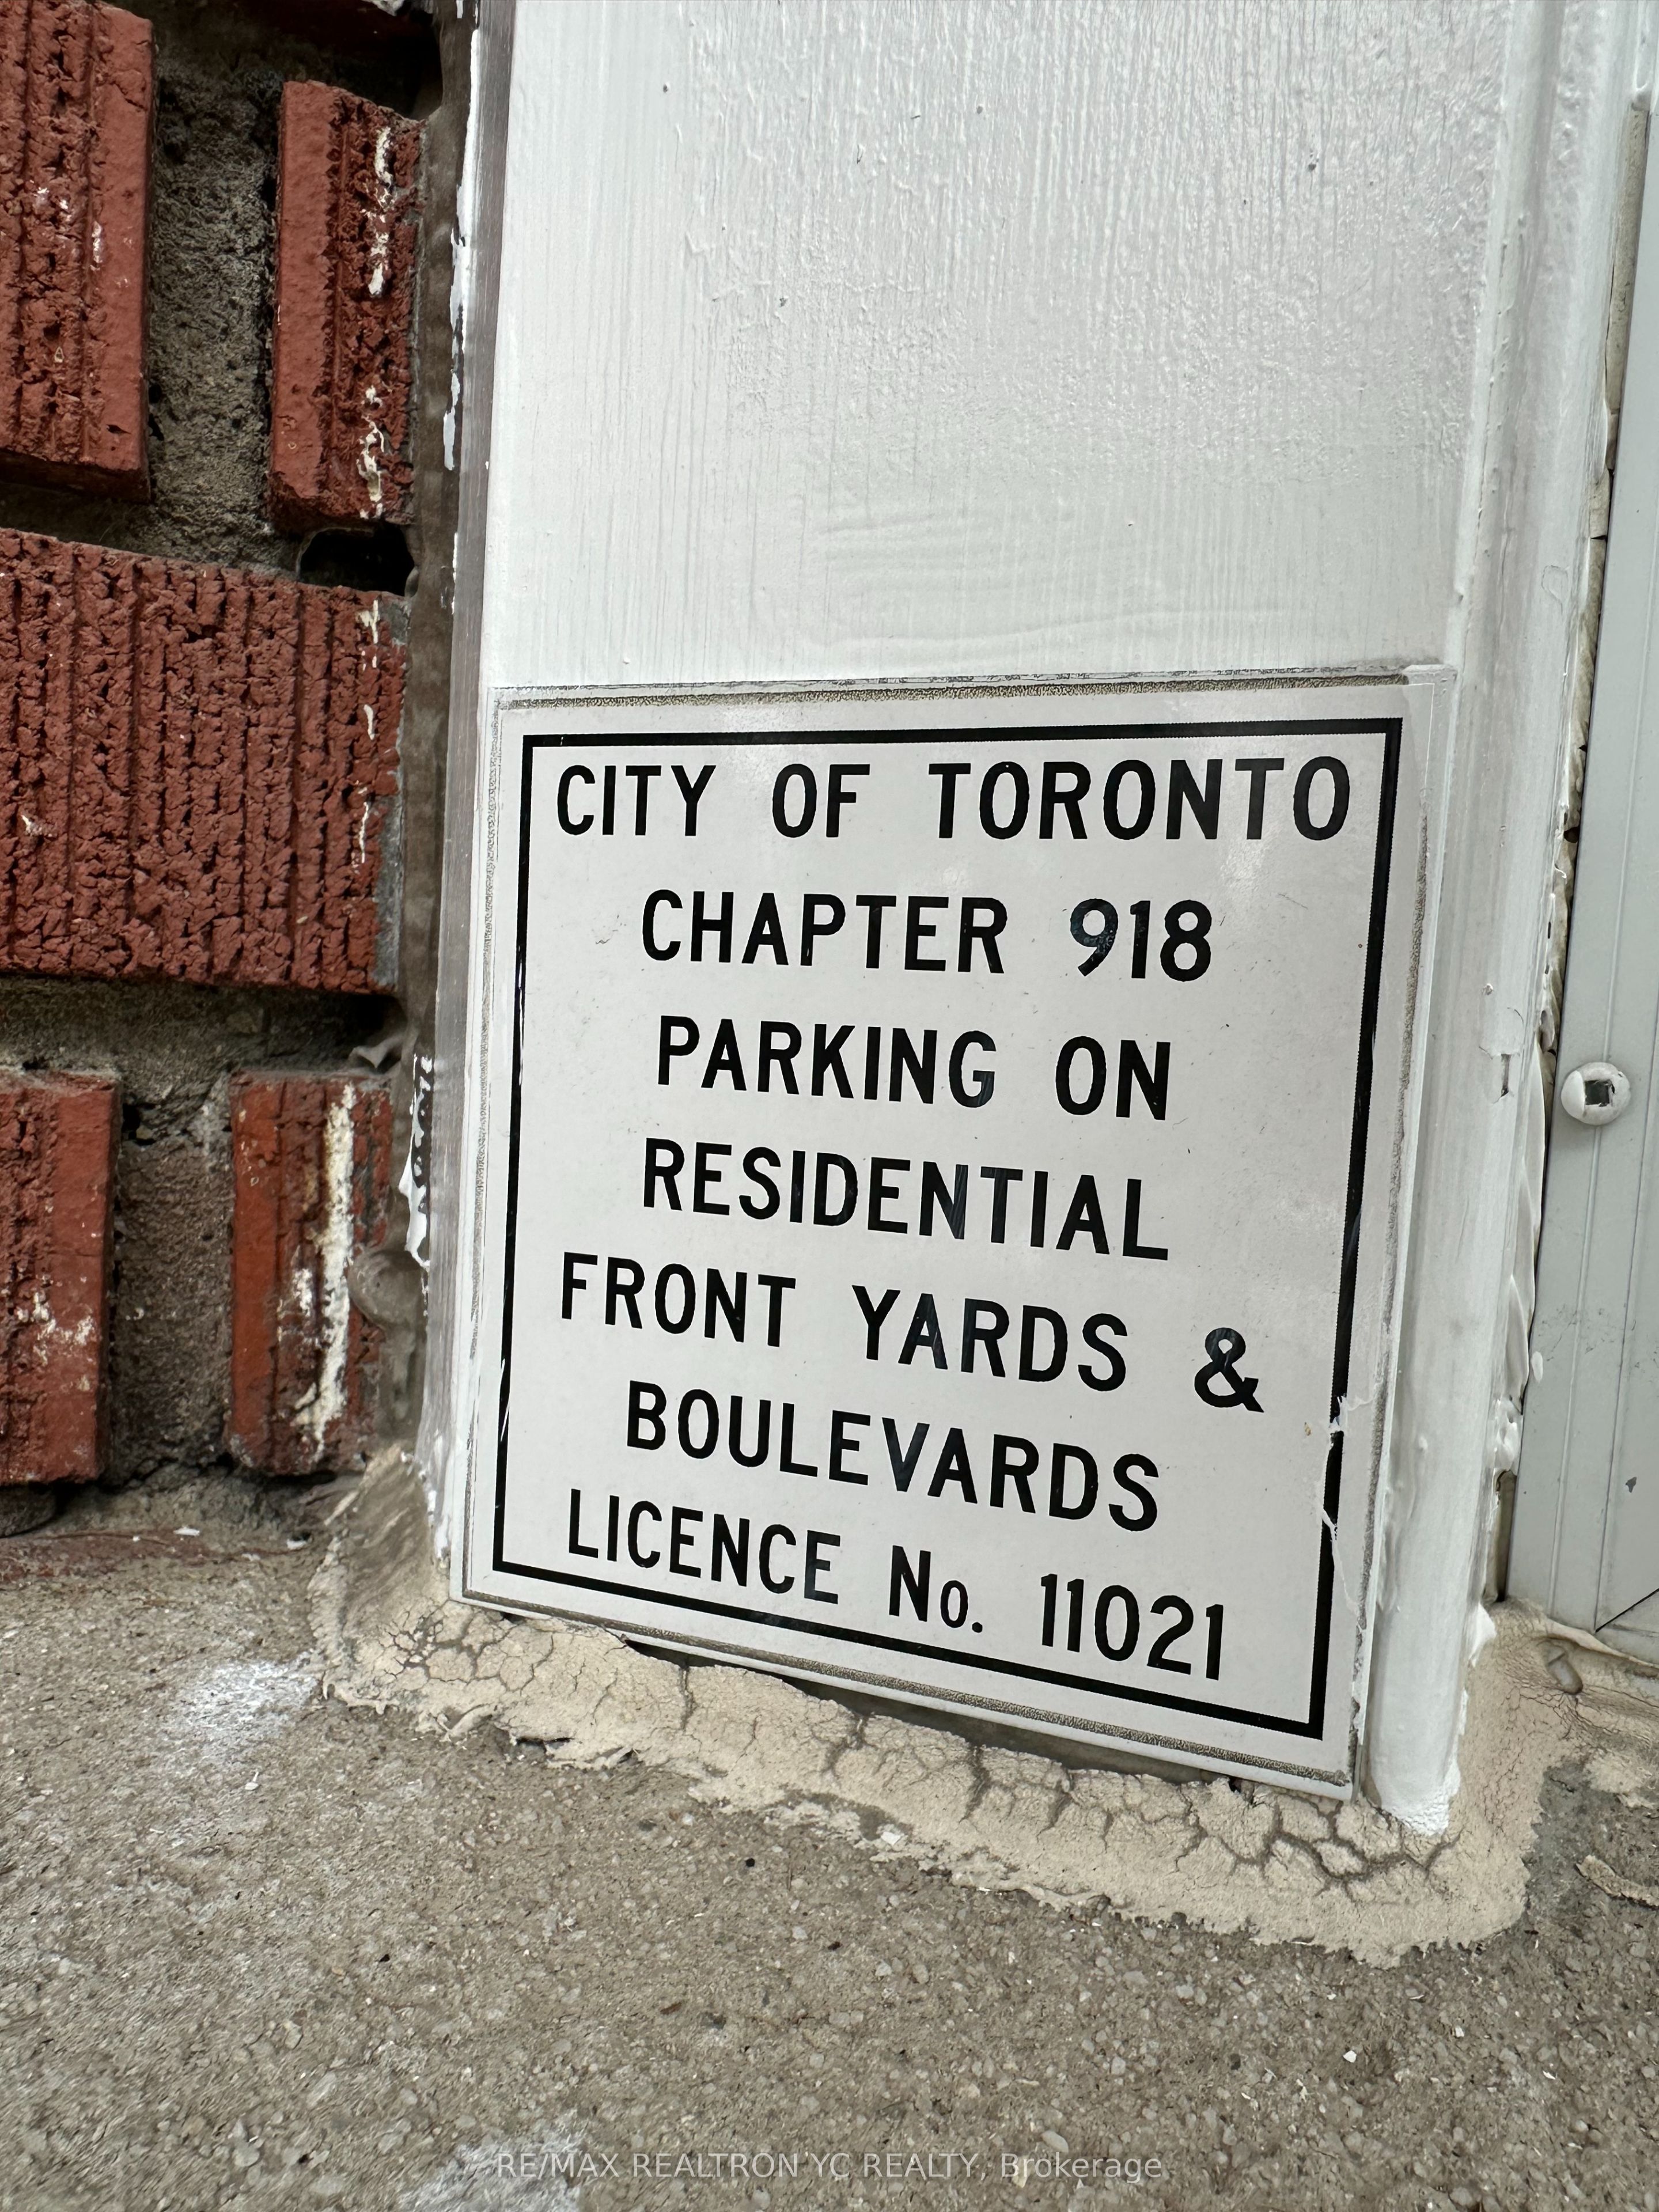 CITY OF TORONTO
CHAPTER 918
PARKING ON
RESIDENTIAL
FRONT YARDS &
BOULEVARDS
LICENCE No. 11021
RE/MAX REALTRON YC REALTY, Brokerage